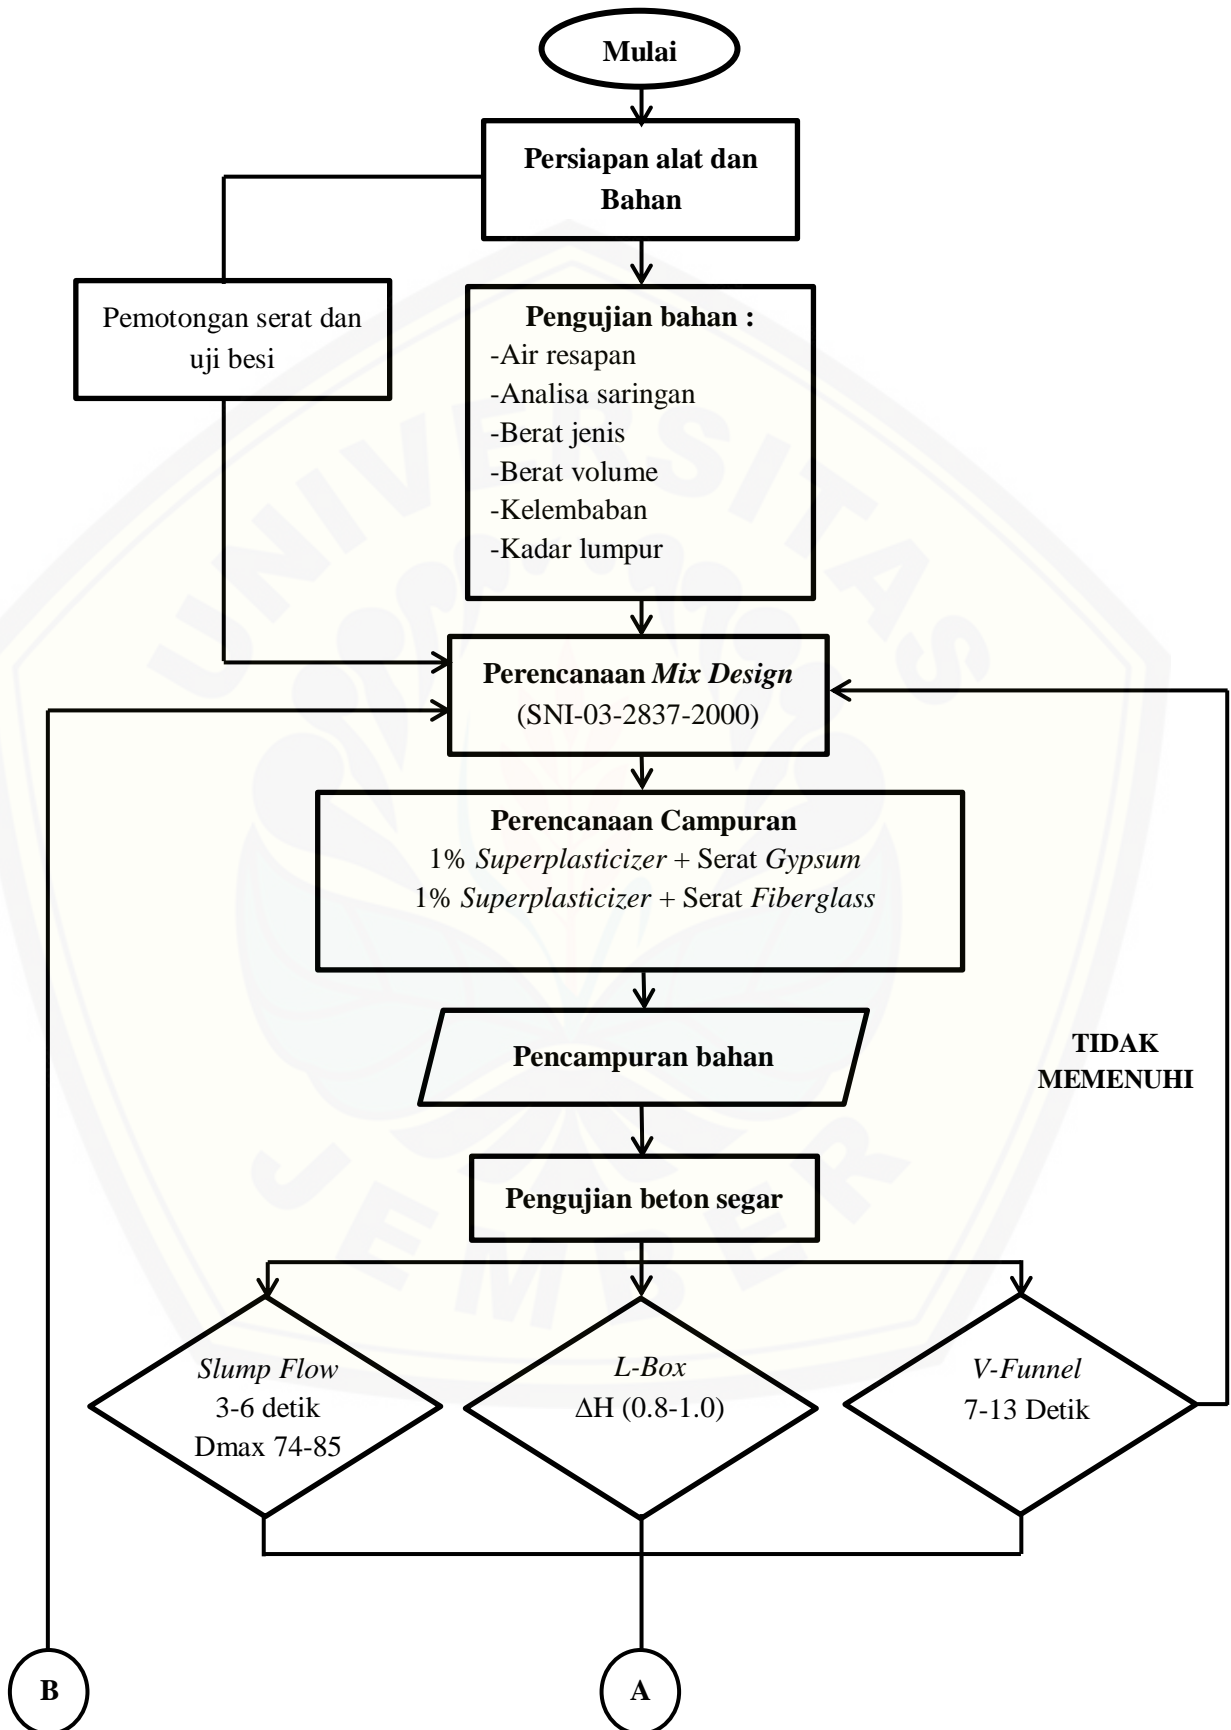 Mulai
Persiapan alat dan
Bahan
Pemotongan serat dan
uji besi
Pengujian bahan :
-Air resapan
-Analisa saringan
-Berat jenis
-Berat volume
-Kelembaban
-Kadar lumpur
Perencanaan Mix Design
(SNI-03-2837-2000)
Perencanaan Campuran
1% Superplasticizer + Serat Gypsum
1% Superplasticizer + Serat Fiberglass
Pencampuran bahan
TIDAK
MEMENUHI
Pengujian beton segar
Slump Flow
3-6 detik
Dmax 74-85
L-Box
ΔH (0.8-1.0)
V-Funnel
7-13 Detik
B
A
UNIVERSITAS
JEMBER